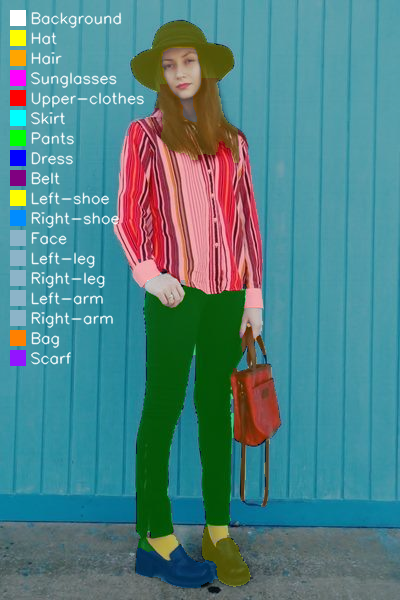 Background
Hat
Hair
Sunglasses
Upper-clothes
Skirt
Pants
Dress
Belt
Left-shoe
Right-shoe
Face
Left-leg
Right-leg
Left-arm
Right-arm
Bag
Scarf